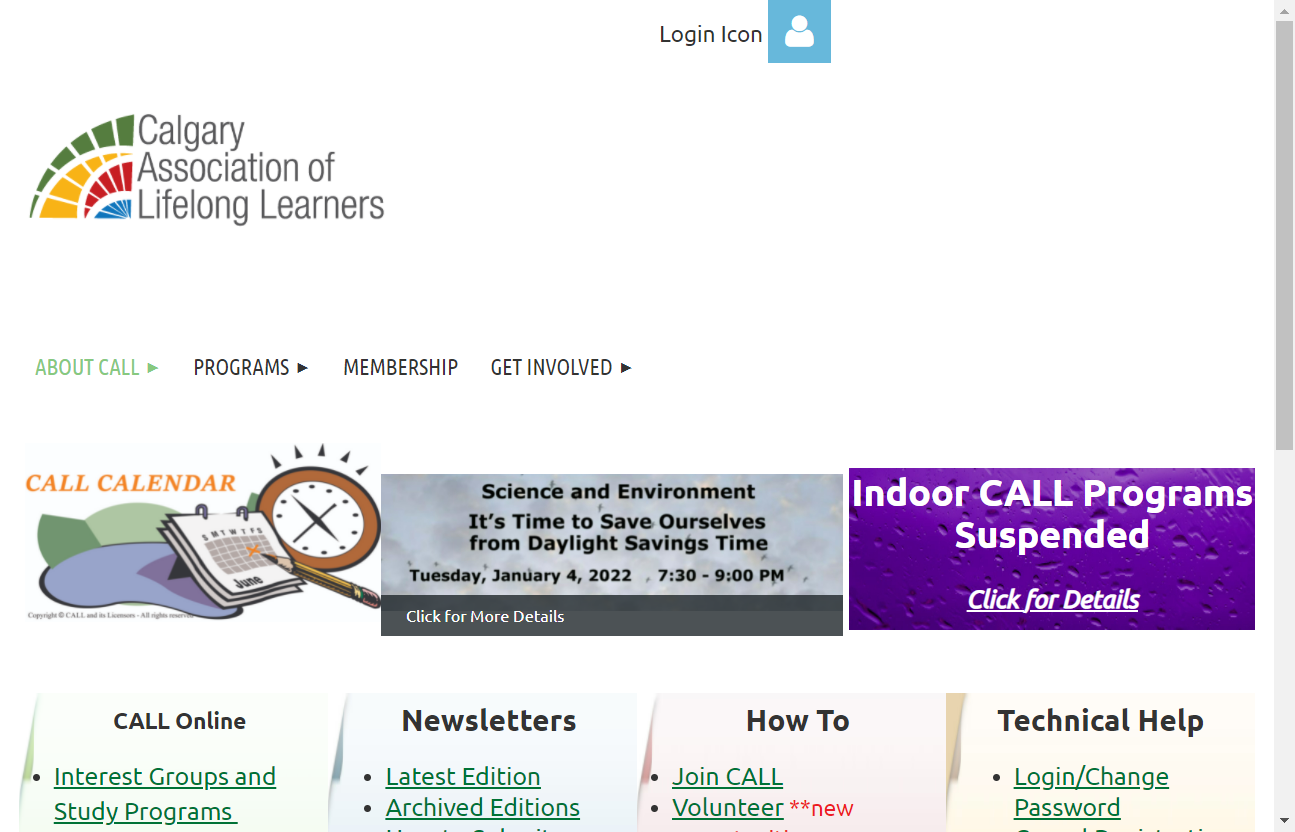 Login Icon
Calgary
Association of
Lifelong Learners
ABOUT CALL
PROGRAMS
MEMBERSHIP
GET INVOLVED
CALL CALENDAR
S M T W T F S
June
Copyright © CALL and its Licensors - All rights reserved
Science and Environment
It's Time to Save Ourselves
from Daylight Savings Time
Tuesday, January 4, 2022 , 7:30 - 9:00 PM
Click for More Details
Indoor CALL Programs
Suspended
Click for Details
CALL Online
Interest Groups and
Study Programs
Newsletters
Latest Edition
Archived Editions
How To
Join CALL
Volunteer **new
Technical Help
Login/Change
Password